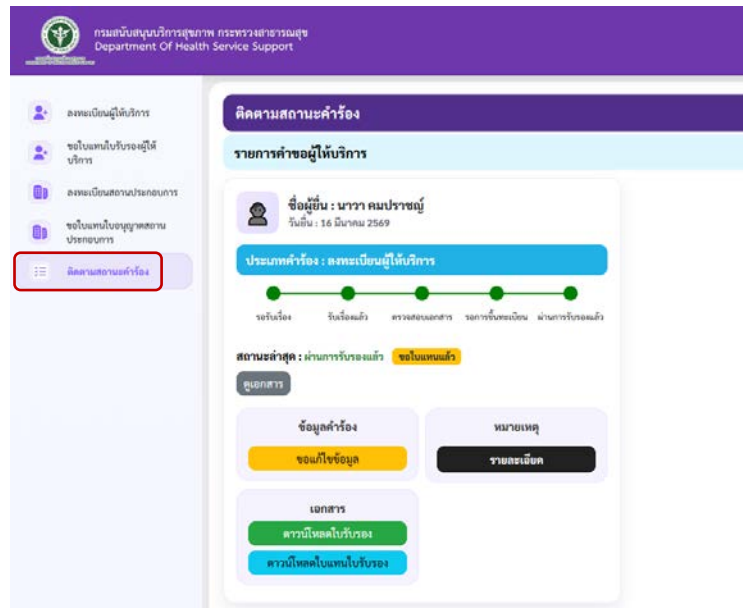 กรมสนับสนุนบริการสุขภาพ กระทรวงสาธารณสุข
Department Of Health Service Support
ลงทะเบียนผู้ให้บริการ
ขอใบแทนใบรับรองผู้ให้
บริการ
ลงทะเบียนสถานประกอบการ
ขอใบแทนใบอนุญาตสถาน
ประกอบการ
ติดตามสถานะคำร้อง
ติดตามสถานะคำร้อง
รายการคำขอผู้ให้บริการ
ชื่อผู้ยื่น : นาวา คมปราชญ์
วันยื่น : 16 มีนาคม 2569
ประเภทคำร้อง : ลงทะเบียนผู้ให้บริการ
รอรับเรื่อง รับเรื่องแล้ว ตรวจสอบเอกสาร รอการขึ้นทะเบียน ผ่านการรับรองแล้ว
สถานะล่าสุด : ผ่านการรับรองแล้ว ขอใบแทนแล้ว
ดูเอกสาร
ข้อมูลคำร้อง
ขอแก้ไขข้อมูล
หมายเหตุ
รายละเอียด
เอกสาร
ดาวน์โหลดใบรับรอง
ดาวน์โหลดใบแทนใบรับรอง